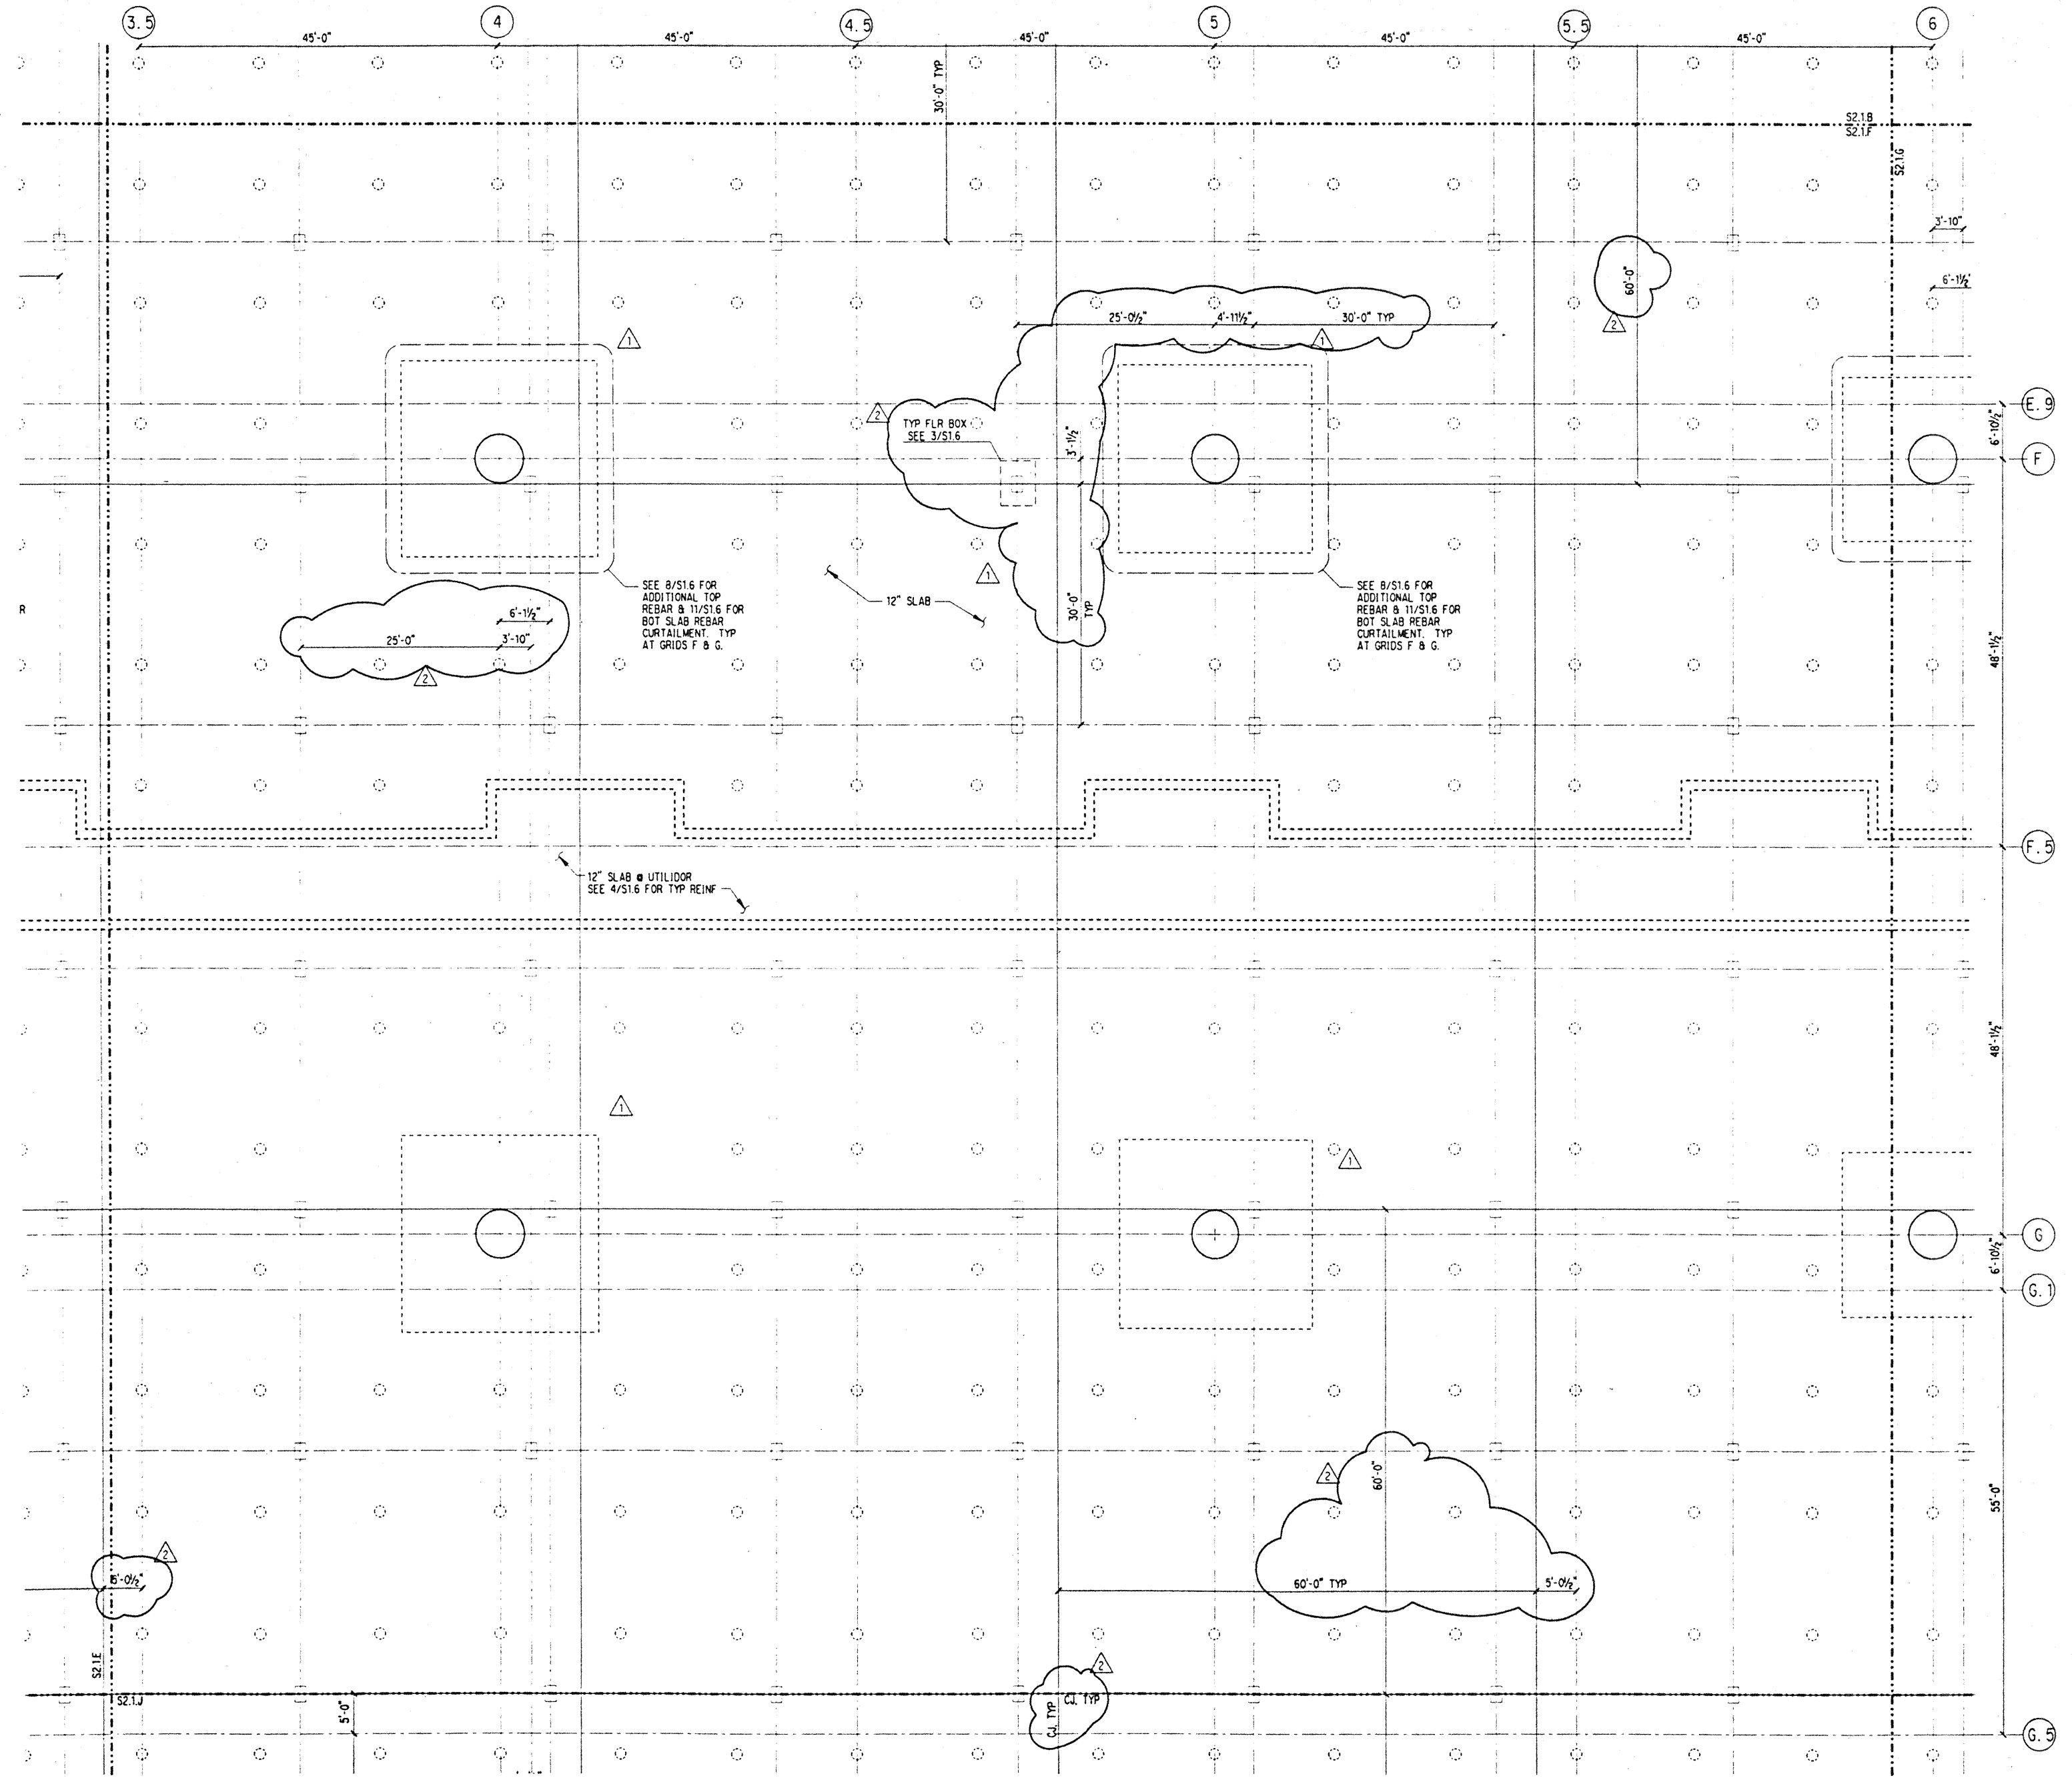 3.5 4 4.5 5 5.5 6
45'-0" 45'-0" 45'-0" 45'-0" 45'-0"
30'-0" TYP
S2.1.B
S2.1.F
S2.1.G
3'-10"
60'-0"
6'-1½"
2
25'-0½" 4'-11½" 30'-0" TYP
1
1
E.9
2
TYP FLR BOX
SEE 3/S1.6
3'-1½"
6'-10½"
F
1
12" SLAB
30'-0"
TYP
SEE 8/S1.6 FOR
ADDITIONAL TOP
REBAR & 11/S1.6 FOR
BOT SLAB REBAR
CURTAILMENT. TYP
AT GRIDS F & G.
SEE 8/S1.6 FOR
ADDITIONAL TOP
REBAR & 11/S1.6 FOR
BOT SLAB REBAR
CURTAILMENT. TYP
AT GRIDS F & G.
R
6'-1½"
25'-0" 3'-10"
2
48'-1½"
F.5
12" SLAB @ UTILIDOR
SEE 4/S1.6 FOR TYP REINF
48'-1½"
1
1
G
6'-10½"
G.1
2
60'-0"
55'-0"
2
5'-0½"
60'-0" TYP 5'-0½"
S2.1.E
S2.1.J
5'-0"
2
CJ. TYP
CJ. TYP
G.5